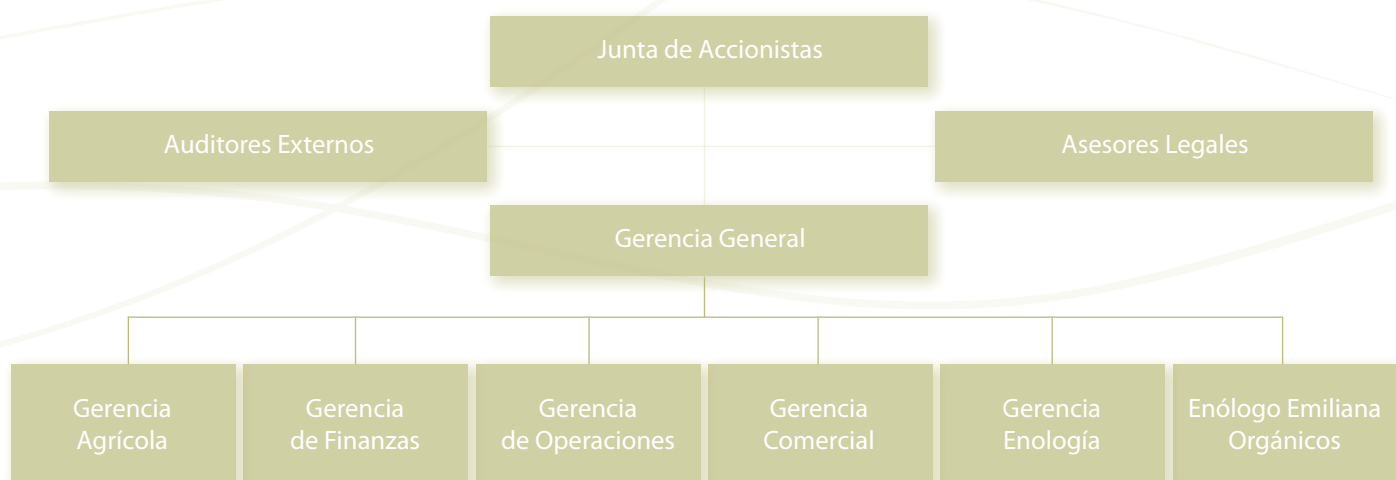 Junta de Accionistas
Auditores Externos
Asesores Legales
Gerencia General
Gerencia
Agrícola
Gerencia
de Finanzas
Gerencia
de Operaciones
Gerencia
Comercial
Gerencia
Enología
Enólogo Emiliana
Orgánicos